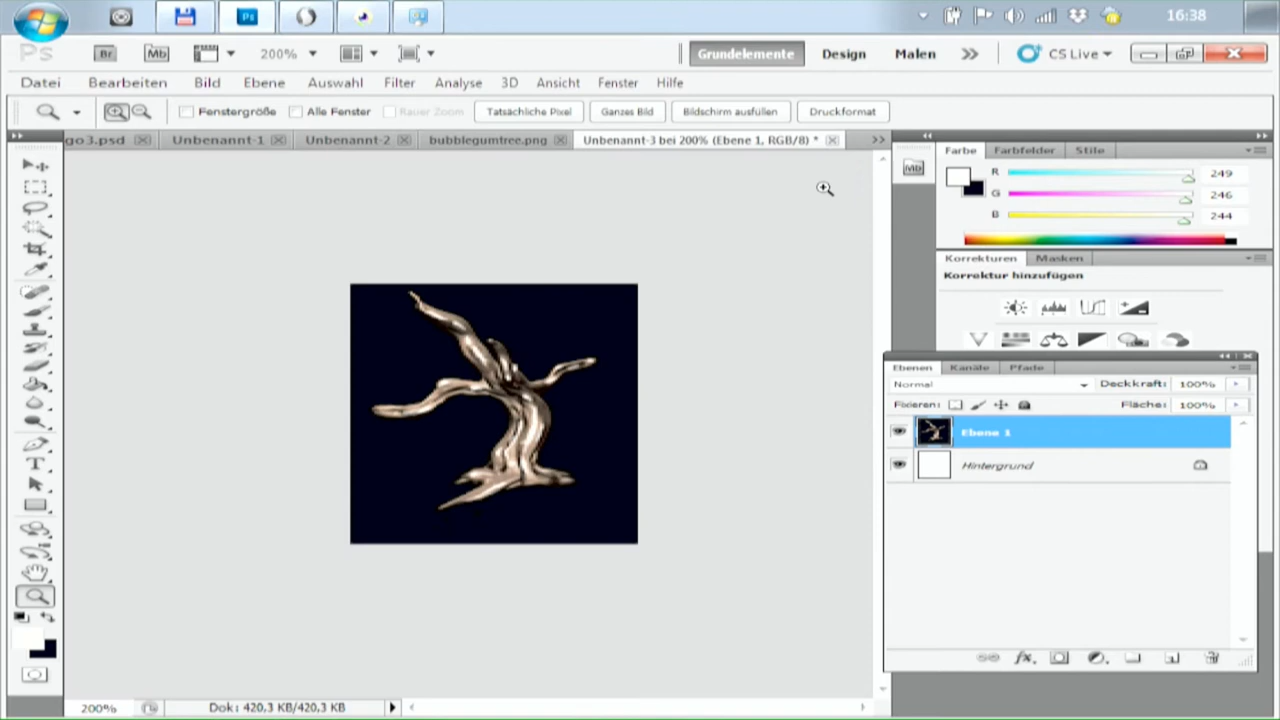 16:38
Ps Br Mb 200% Grundelemente Design Malen CS Live
Datei Bearbeiten Bild Ebene Auswahl Filter Analyse 3D Ansicht Fenster Hilfe
Fenstergröße Alle Fenster Rauer Zoom Tatsächliche Pixel Ganzes Bild Bildschirm ausfüllen Druckformat
go3.psd Unbenannt-1 Unbenannt-2 bubblegumtree.png Unbenannt-3 bei 200% (Ebene 1, RGB/8) *
Mb
Farbe Farbfelder Stile
R 249
G 246
B 244
Korrekturen Masken
Korrektur hinzufügen
Ebenen Kanäle Pfade
Normal Deckkraft: 100%
Fixieren: Fläche: 100%
Ebene 1
Hintergrund
200% Dok: 420,3 KB/420,3 KB